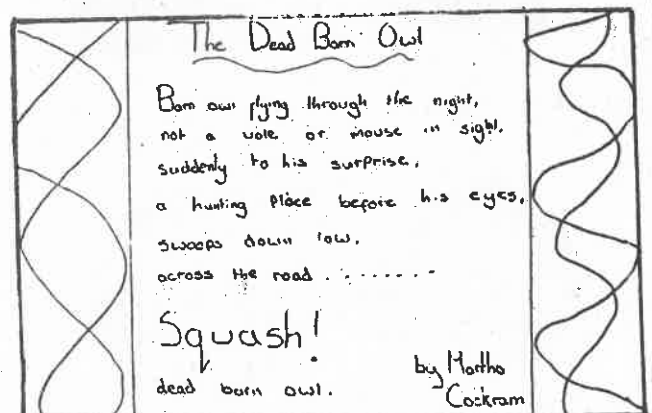 The Dead Barn Owl
Barn owl flying through the night,
not a vole or mouse in sight,
suddenly to his surprise,
a hunting place before his eyes,
swoops down low,
across the road ........
Squash!
dead barn owl.
by Martha
Cockram